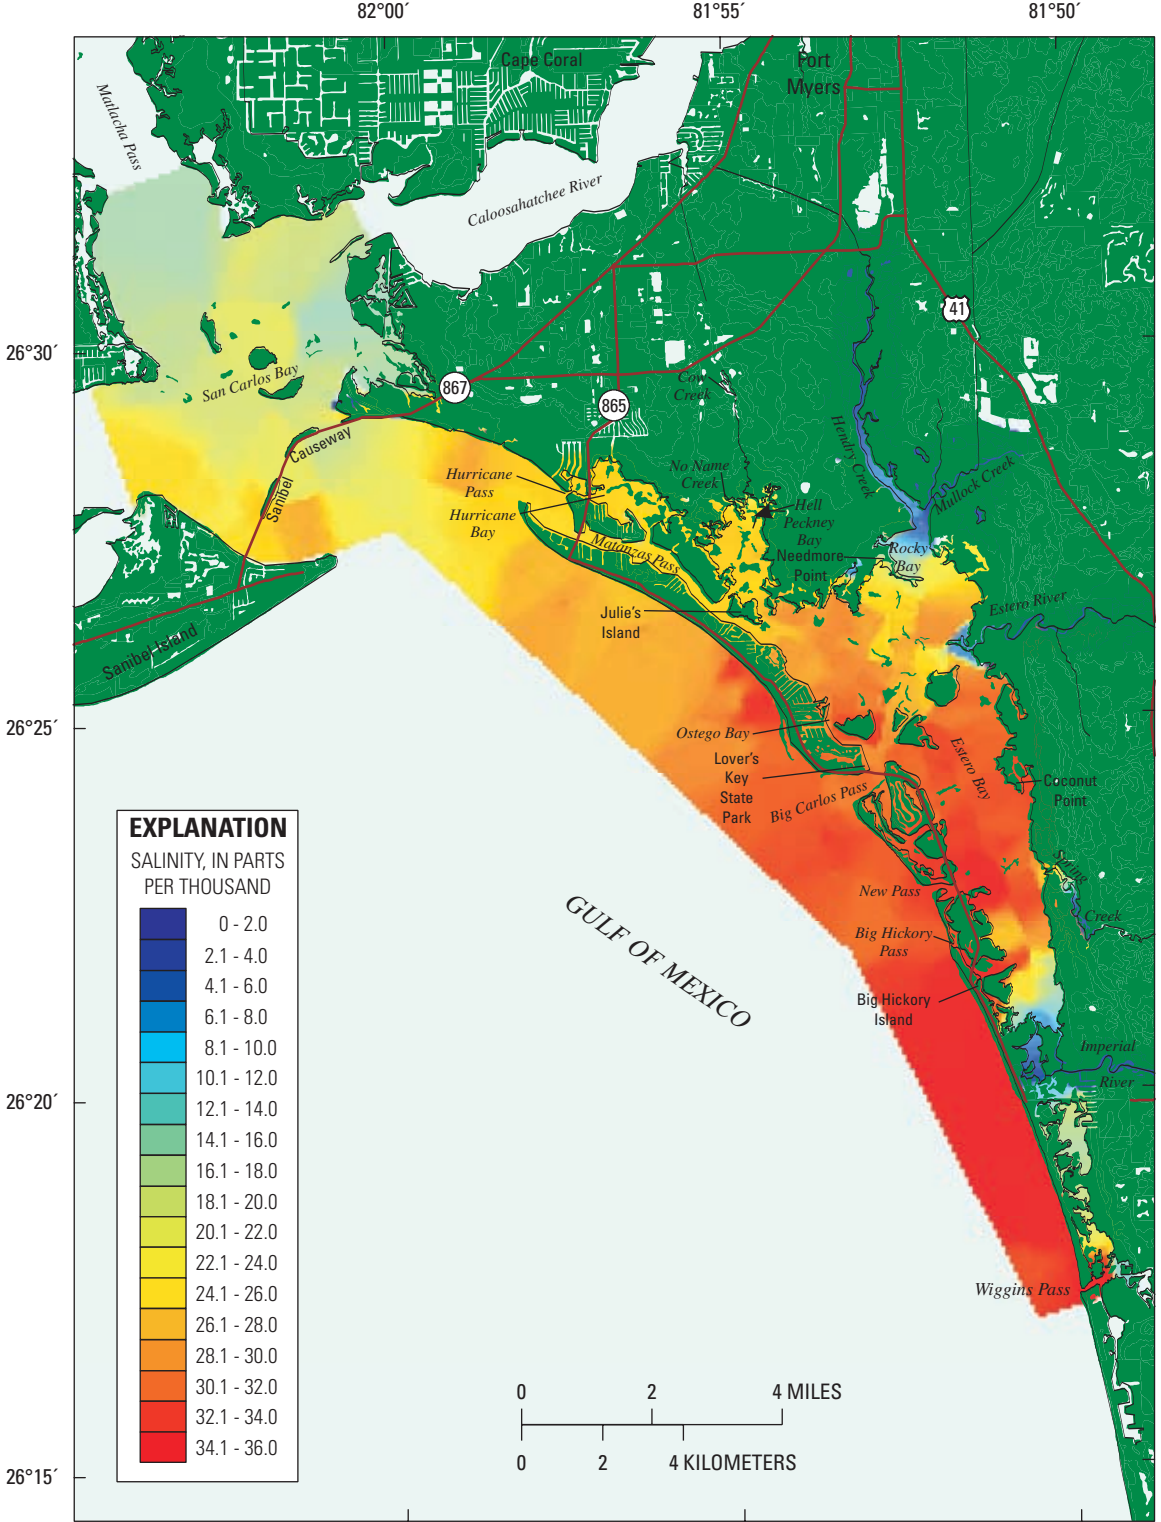 82°00´
81°55´
81°50´
Cape Coral
Fort
Myers
Matlacha Pass
Caloosahatchee River
41
26°30´
San Carlos Bay
867
865
Cow
Creek
Hendry Creek
Mullock Creek
Sanibel
Causeway
Hurricane
Pass
Hurricane
Bay
No Name
Creek
Hell
Peckney
Bay
Matanzas Pass
Needmore
Point
Rocky
Bay
Estero River
Julie's
Island
Sanibel Island
26°25´
Ostego Bay
Estero Bay
Lover's
Key
State
Park
Big Carlos Pass
Coconut
Point
Spring
Creek
New Pass
Big Hickory
Pass
Big Hickory
Island
GULF OF MEXICO
Imperial
River
26°20´
Wiggins Pass
26°15´
EXPLANATION
SALINITY, IN PARTS
PER THOUSAND
0 - 2.0
2.1 - 4.0
4.1 - 6.0
6.1 - 8.0
8.1 - 10.0
10.1 - 12.0
12.1 - 14.0
14.1 - 16.0
16.1 - 18.0
18.1 - 20.0
20.1 - 22.0
22.1 - 24.0
24.1 - 26.0
26.1 - 28.0
28.1 - 30.0
30.1 - 32.0
32.1 - 34.0
34.1 - 36.0
0 2 4 MILES
0 2 4 KILOMETERS